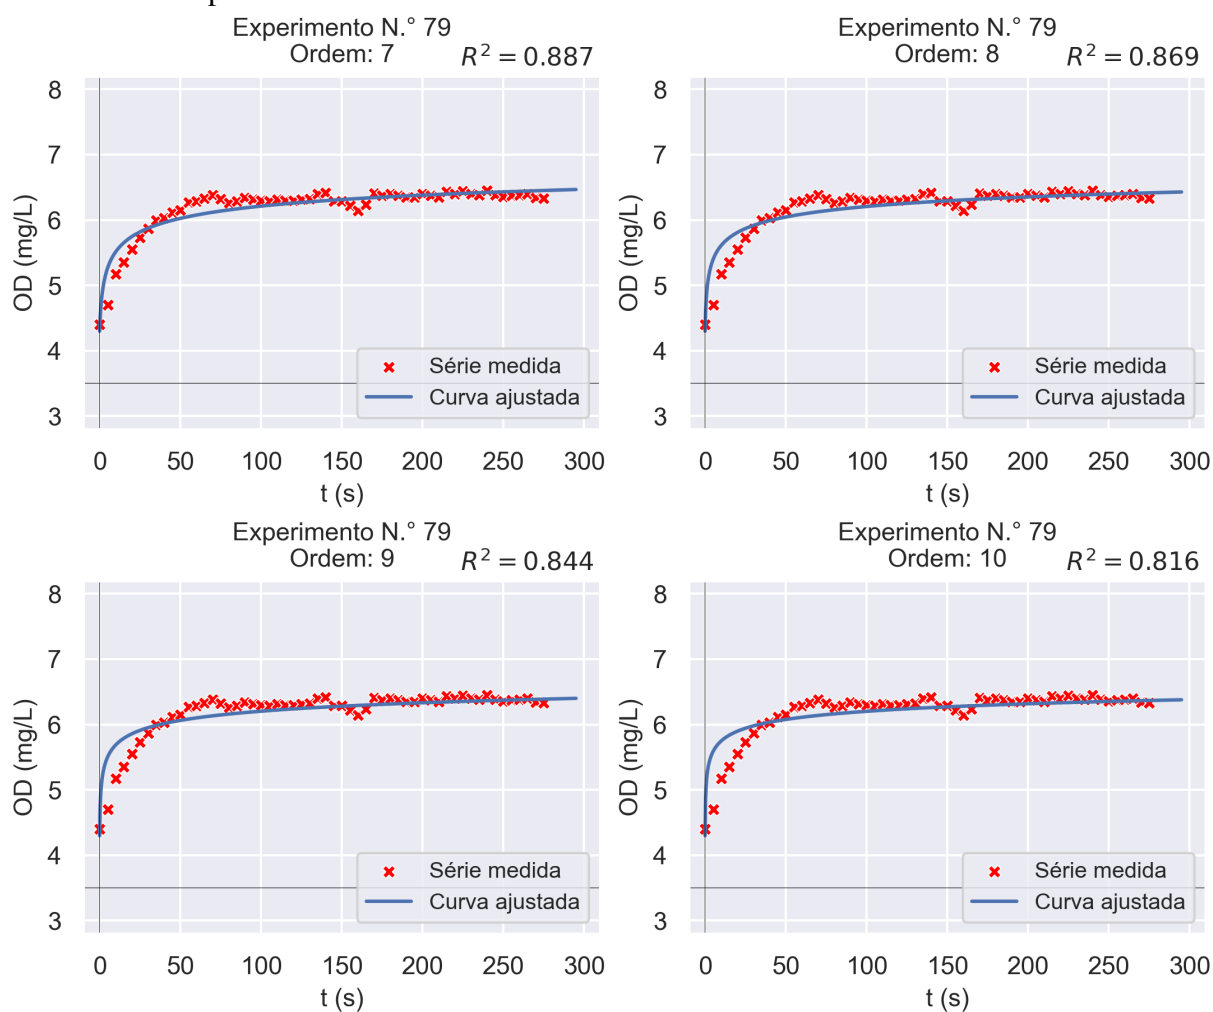 Experimento N.° 79
Ordem: 7 R² = 0.887
8
7
6
5
4
3
OD (mg/L)
Série medida
Curva ajustada
0 50 100 150 200 250 300
t (s)
Experimento N.° 79
Ordem: 8 R² = 0.869
8
7
6
5
4
3
OD (mg/L)
Série medida
Curva ajustada
0 50 100 150 200 250 300
t (s)
Experimento N.° 79
Ordem: 9 R² = 0.844
8
7
6
5
4
3
OD (mg/L)
Série medida
Curva ajustada
0 50 100 150 200 250 300
t (s)
Experimento N.° 79
Ordem: 10 R² = 0.816
8
7
6
5
4
3
OD (mg/L)
Série medida
Curva ajustada
0 50 100 150 200 250 300
t (s)